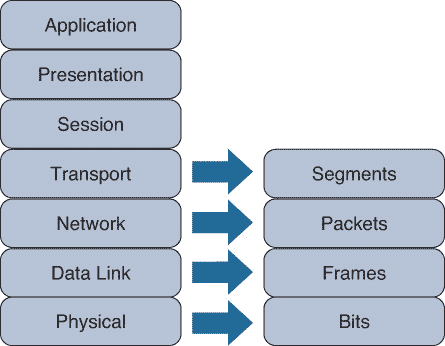 Application
Presentation
Session
Transport
Segments
Network
Packets
Data Link
Frames
Physical
Bits